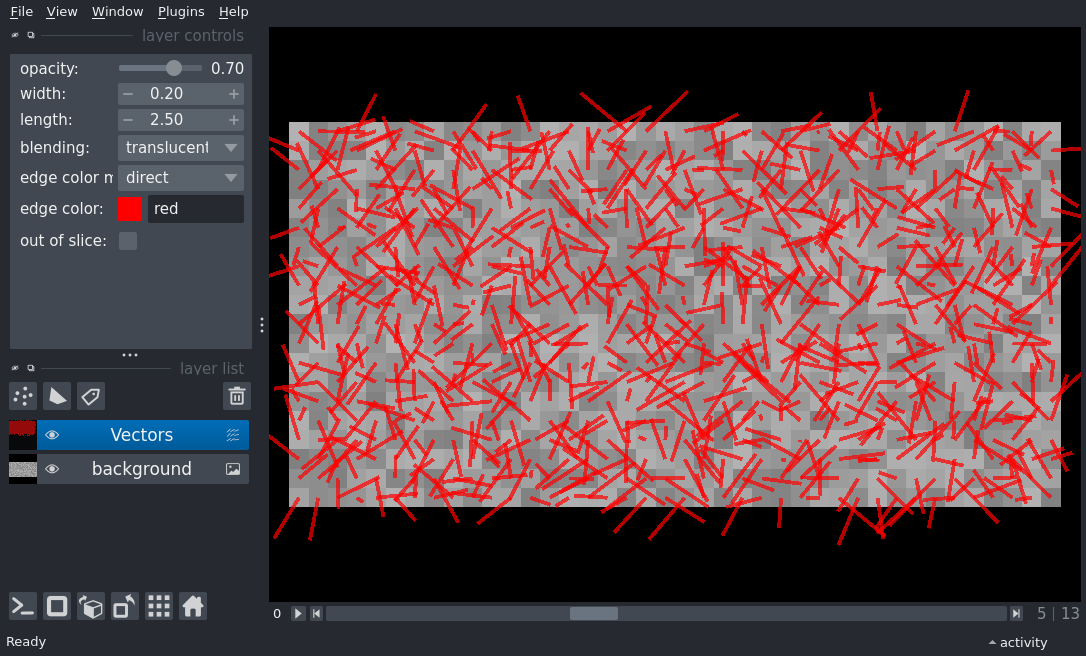 File View Window Plugins Help
layer controls
opacity: 0.70
width: 0.20
length: 2.50
blending: translucent
edge color m direct
edge color: red
out of slice:
layer list
Vectors
background
0 5 13
Ready activity